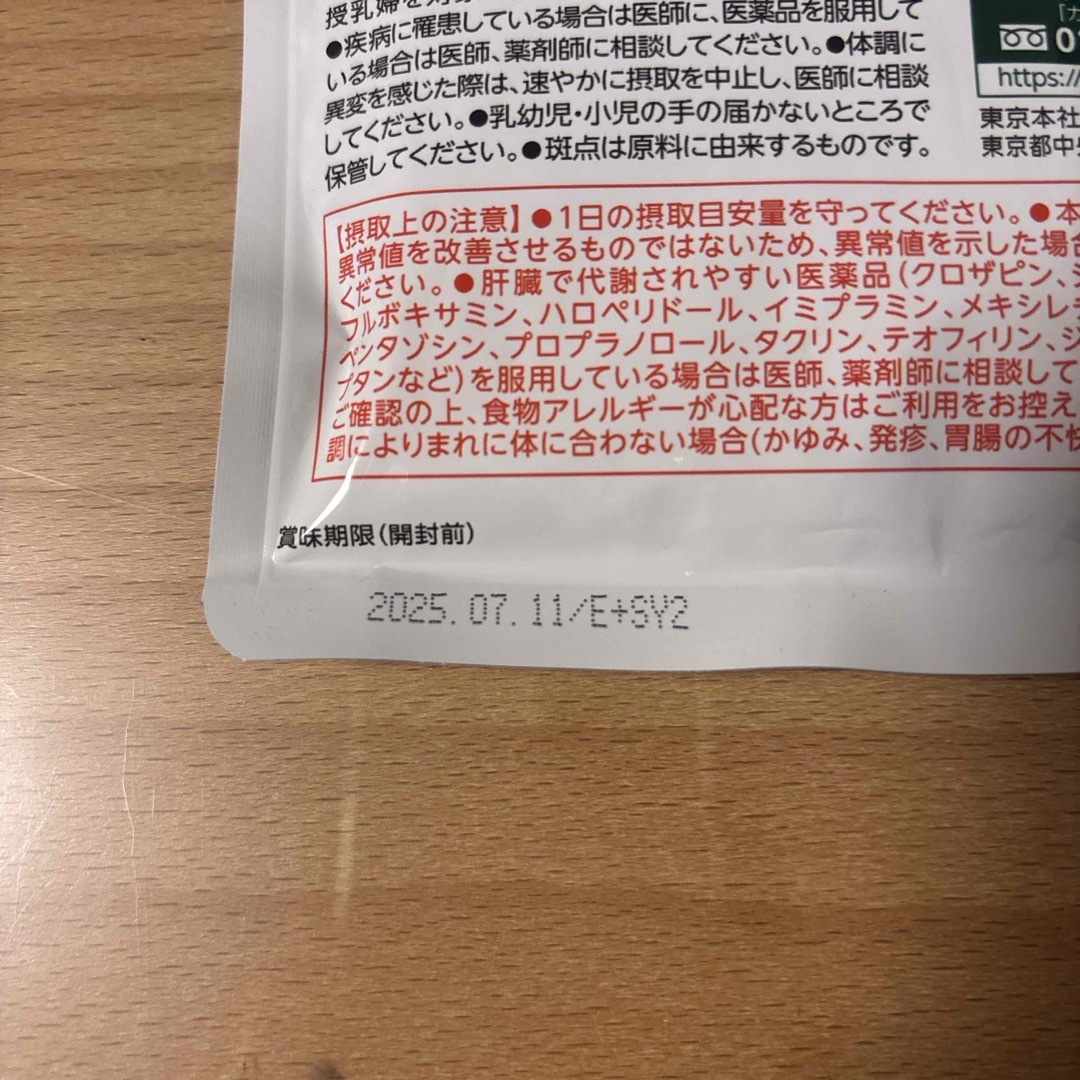 授乳婦を対象
●疾病に罹患している場合は医師に、医薬品を服用して
いる場合は医師、薬剤師に相談してください。●体調に
異変を感じた際は、速やかに摂取を中止し、医師に相談
してください。●乳幼児・小児の手の届かないところで
保管してください。●斑点は原料に由来するものです。
01
https://
東京本社
東京都中央
【摂取上の注意】●1日の摂取目安量を守ってください。●本
異常値を改善させるものではないため、異常値を示した場合
ください。●肝臓で代謝されやすい医薬品(クロザピン、
フルボキサミン、ハロペリドール、イミプラミン、メキシレ
ペンタゾシン、プロプラノロール、タクリン、テオフィリン、ジ
プタンなど)を服用している場合は医師、薬剤師に相談して
ご確認の上、食物アレルギーが心配な方はご利用をお控え
調によりまれに体に合わない場合(かゆみ、発疹、胃腸の不快
賞味期限(開封前)
2025.07.11/E+SY2